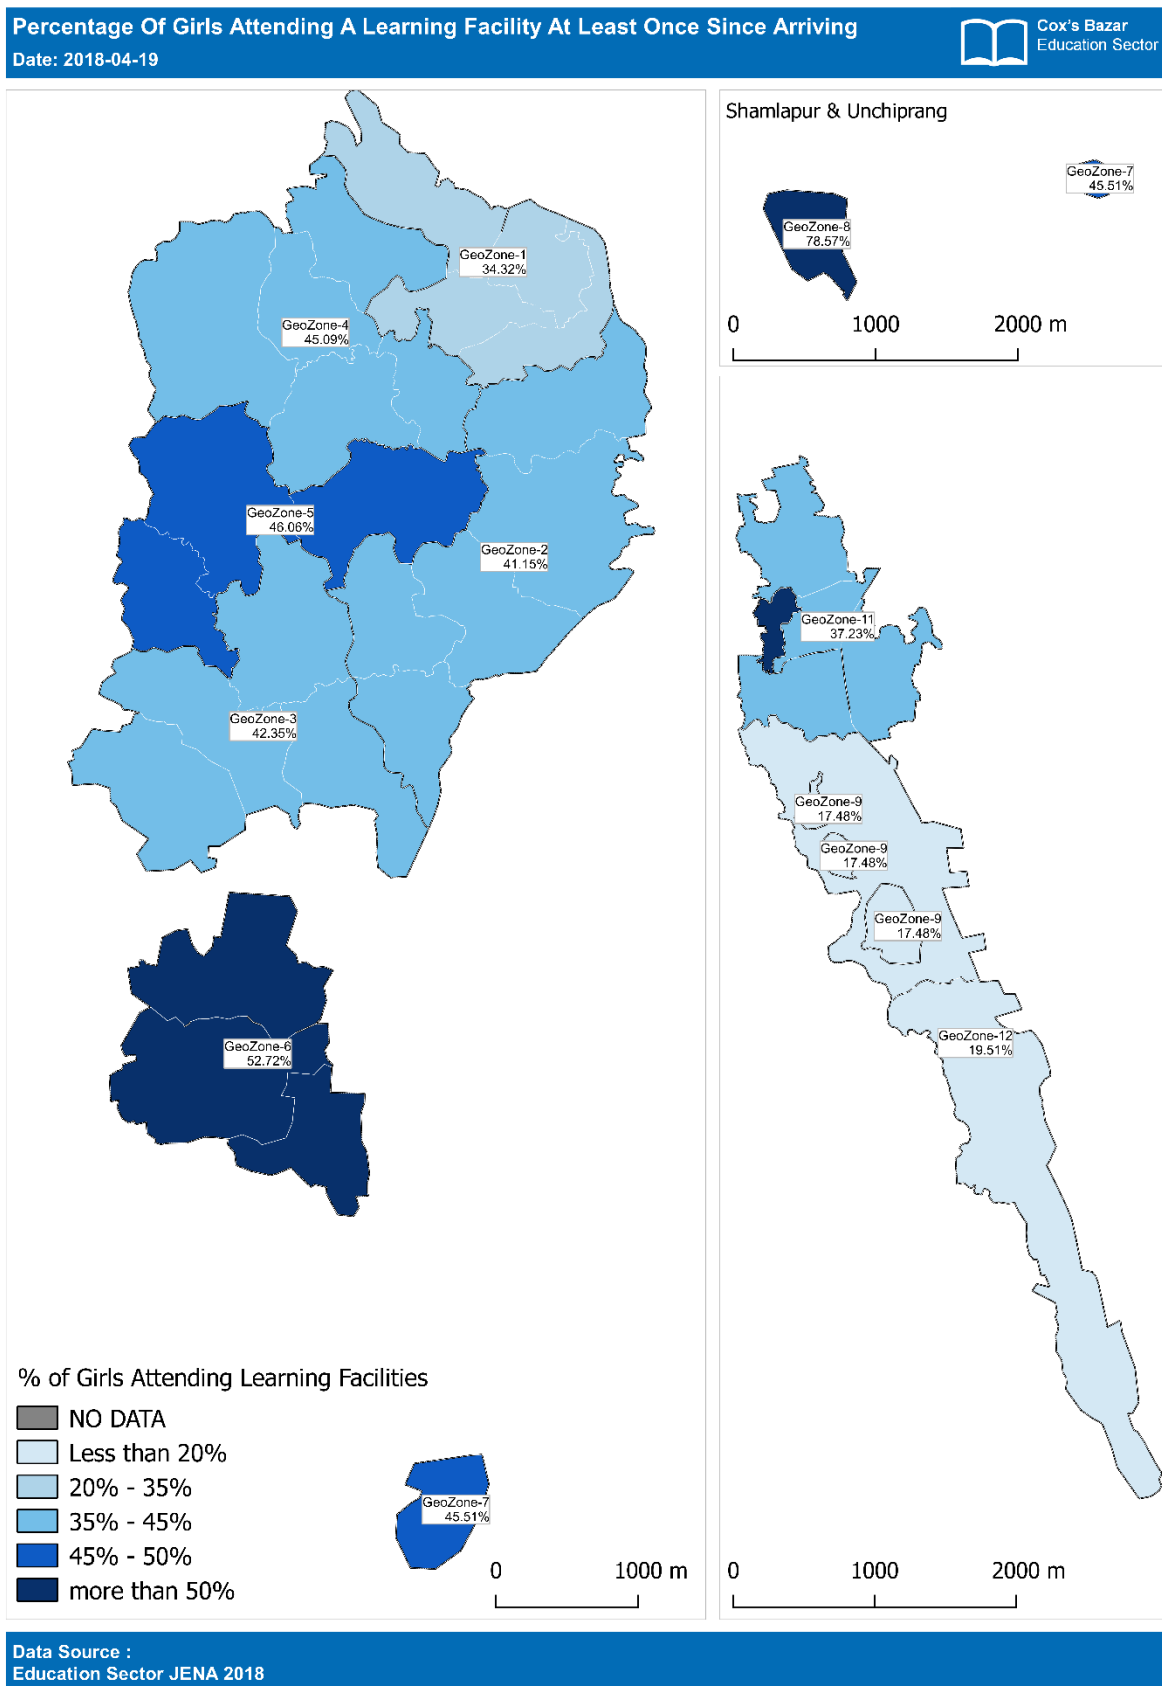 Percentage Of Girls Attending A Learning Facility At Least Once Since Arriving
Date: 2018-04-19
Cox's Bazar
Education Sector
GeoZone-1
34.32%
GeoZone-4
45.09%
GeoZone-5
46.06%
GeoZone-2
41.15%
GeoZone-3
42.35%
GeoZone-6
52.72%
% of Girls Attending Learning Facilities
NO DATA
Less than 20%
20% - 35%
35% - 45%
45% - 50%
more than 50%
GeoZone-7
45.51%
0 1000 m
Shamlapur & Unchiprang
GeoZone-7
45.51%
GeoZone-8
78.57%
0 1000 2000 m
GeoZone-11
37.23%
GeoZone-9
17.48%
GeoZone-9
17.48%
GeoZone-9
17.48%
GeoZone-12
19.51%
0 1000 2000 m
Data Source :
Education Sector JENA 2018